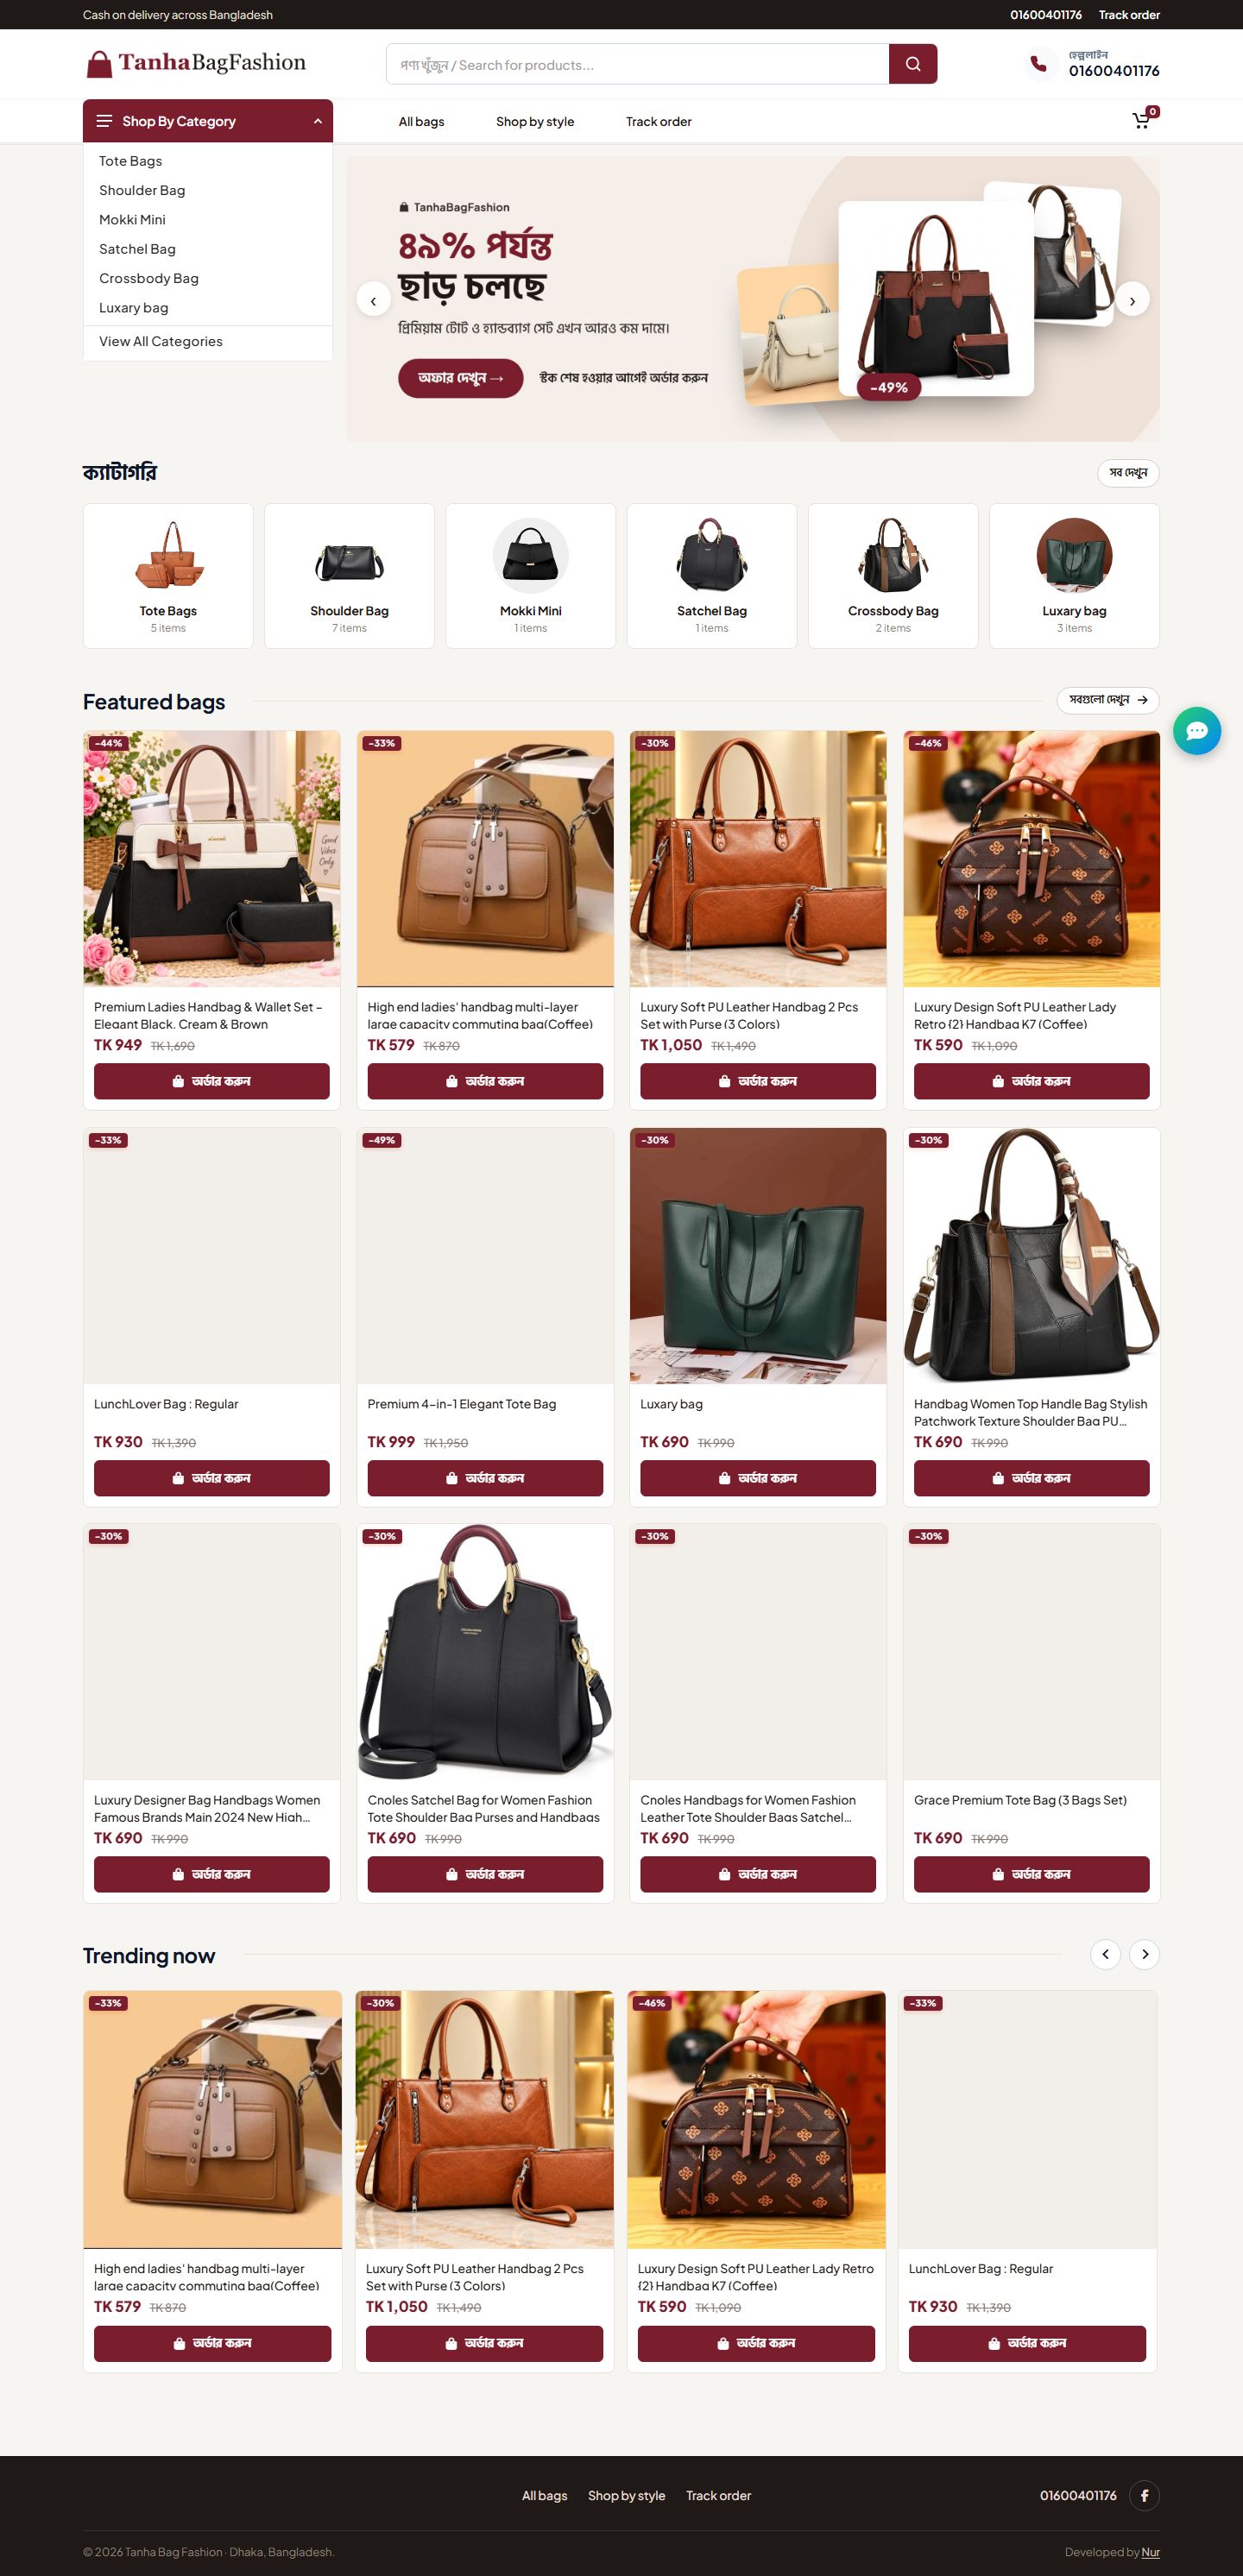 Cash on delivery across Bangladesh
01600401176 Track order
TanhaBagFashion
পণ্য খুঁজুন / Search for products...
হেল্পলাইন
01600401176
Shop By Category
All bags Shop by style Track order
0
Tote Bags
Shoulder Bag
Mokki Mini
Satchel Bag
Crossbody Bag
Luxary bag
View All Categories
TanhaBagFashion
৪৯% পর্যন্ত
ছাড় চলছে
প্রিমিয়াম টোট ও হ্যান্ডব্যাগ সেট এখন আরও কম দামে।
অফার দেখুন →
স্টক শেষ হওয়ার আগেই অর্ডার করুন
-49%
ক্যাটাগরি
সব দেখুন
Tote Bags
5 items
Shoulder Bag
7 items
Mokki Mini
1 items
Satchel Bag
1 items
Crossbody Bag
2 items
Luxary bag
3 items
Featured bags
সবগুলো দেখুন →
-44%
Good
Vibes
Only
Premium Ladies Handbag & Wallet Set –
Elegant Black, Cream & Brown
TK 949 TK 1,690
অর্ডার করুন
-33%
High end ladies' handbag multi-layer
large capacity commuting bag(Coffee)
TK 579 TK 870
অর্ডার করুন
-30%
Luxury Soft PU Leather Handbag 2 Pcs
Set with Purse (3 Colors)
TK 1,050 TK 1,490
অর্ডার করুন
-46%
Luxury Design Soft PU Leather Lady
Retro {2} Handbag K7 (Coffee)
TK 590 TK 1,090
অর্ডার করুন
-33%
LunchLover Bag : Regular
TK 930 TK 1,390
অর্ডার করুন
-49%
Premium 4-in-1 Elegant Tote Bag
TK 999 TK 1,950
অর্ডার করুন
-30%
Luxary bag
TK 690 TK 990
অর্ডার করুন
-30%
Handbag Women Top Handle Bag Stylish
Patchwork Texture Shoulder Bag PU...
TK 690 TK 990
অর্ডার করুন
-30%
Luxury Designer Bag Handbags Women
Famous Brands Main 2024 New High...
TK 690 TK 990
অর্ডার করুন
-30%
Cnoles Satchel Bag for Women Fashion
Tote Shoulder Bag Purses and Handbags
TK 690 TK 990
অর্ডার করুন
-30%
Cnoles Handbags for Women Fashion
Leather Tote Shoulder Bags Satchel...
TK 690 TK 990
অর্ডার করুন
-30%
Grace Premium Tote Bag (3 Bags Set)
TK 690 TK 990
অর্ডার করুন
Trending now
-33%
High end ladies' handbag multi-layer
large capacity commuting bag(Coffee)
TK 579 TK 870
অর্ডার করুন
-30%
Luxury Soft PU Leather Handbag 2 Pcs
Set with Purse (3 Colors)
TK 1,050 TK 1,490
অর্ডার করুন
-46%
Luxury Design Soft PU Leather Lady Retro
{2} Handbag K7 (Coffee)
TK 590 TK 1,090
অর্ডার করুন
-33%
LunchLover Bag : Regular
TK 930 TK 1,390
অর্ডার করুন
All bags Shop by style Track order
01600401176
© 2026 Tanha Bag Fashion · Dhaka, Bangladesh.
Developed by Nur